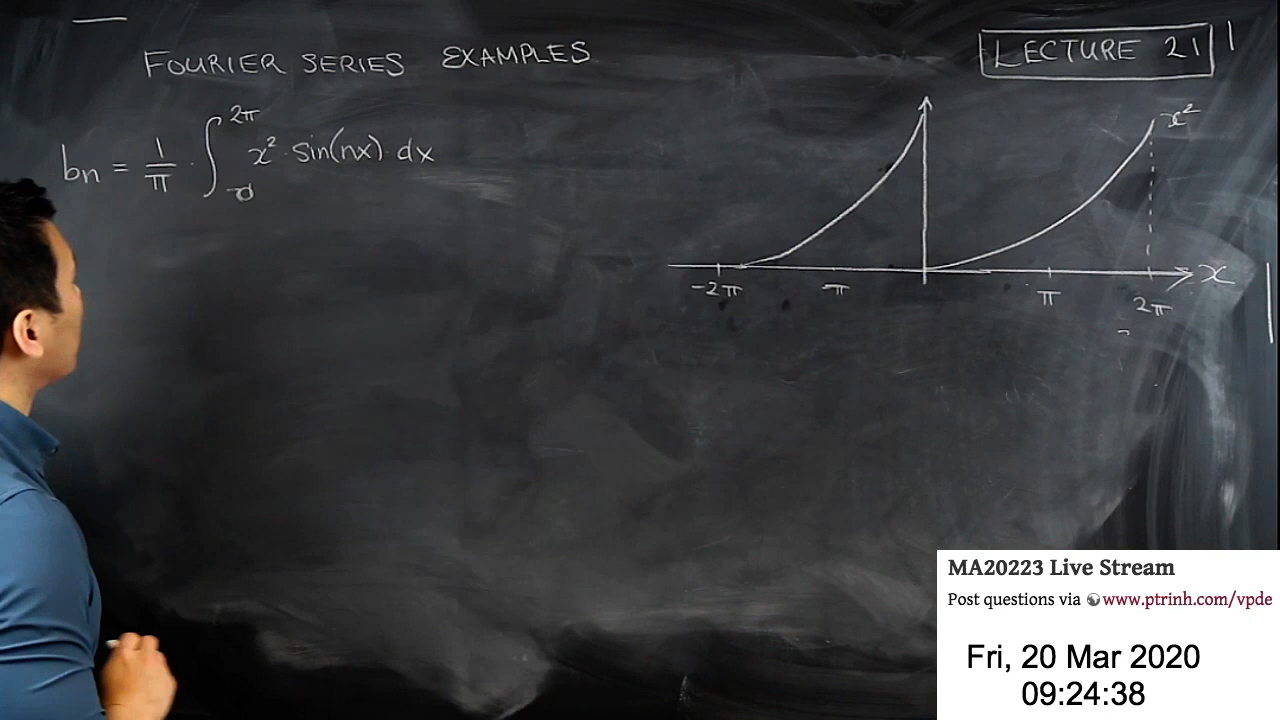 FOURIER SERIES EXAMPLES
LECTURE 21
bn = 1/π · ∫_0^2π x² · sin(nx) · dx
x²
-2π -π π 2π x
MA20223 Live Stream
Post questions via www.ptrinh.com/vpde
Fri, 20 Mar 2020
09:24:38